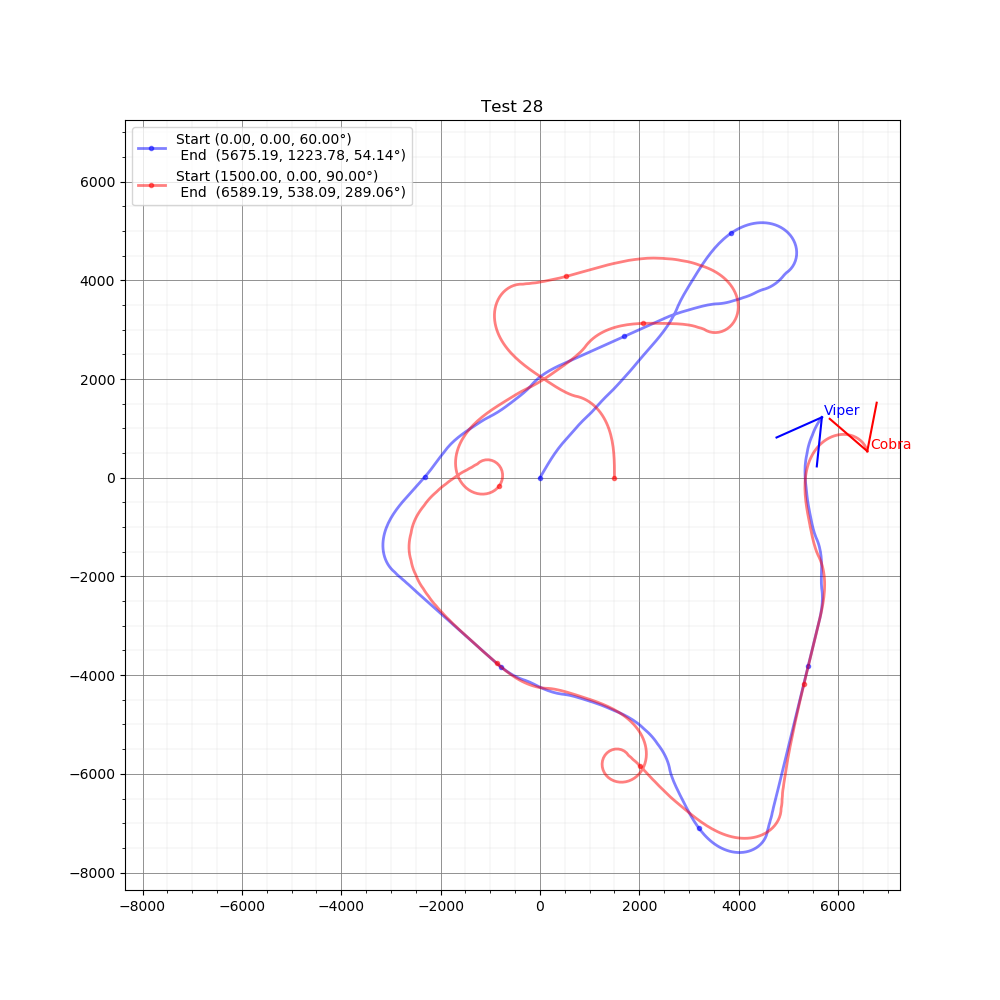 Test 28
Start (0.00, 0.00, 60.00°)
End  (5675.19, 1223.78, 54.14°)
Start (1500.00, 0.00, 90.00°)
End  (6589.19, 538.09, 289.06°)
6000
4000
2000
0
−2000
−4000
−6000
−8000
Viper
Cobra
−8000 −6000 −4000 −2000 0 2000 4000 6000